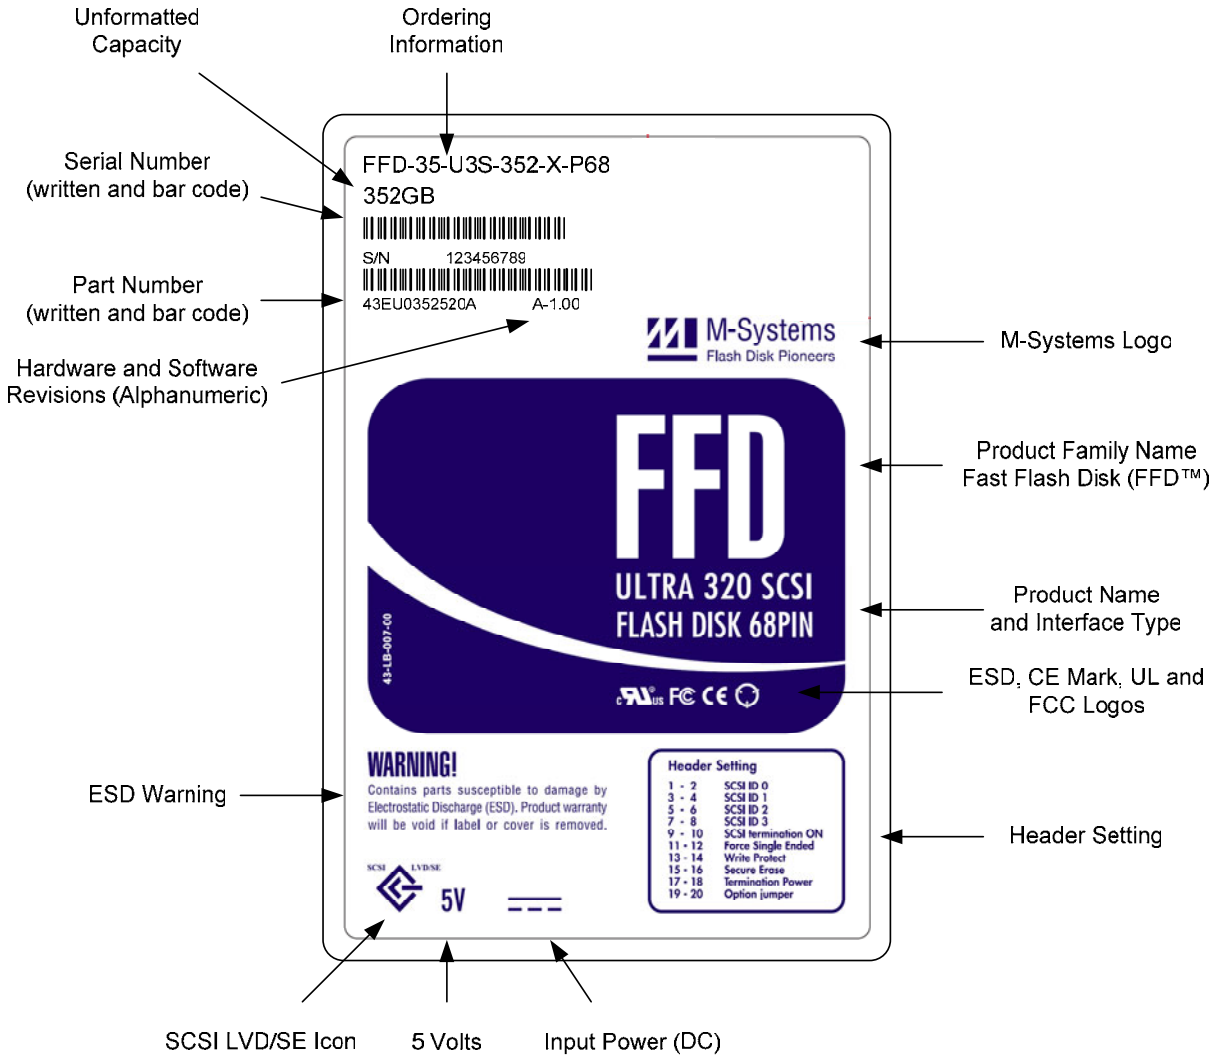 Unformatted
Capacity
Ordering
Information
Serial Number
(written and bar code)
Part Number
(written and bar code)
Hardware and Software
Revisions (Alphanumeric)
FFD-35-U3S-352-X-P68
352GB
S/N 123456789
43EU0352520A A-1.00
M-Systems
Flash Disk Pioneers
M-Systems Logo
FFD
Product Family Name
Fast Flash Disk (FFD™)
ULTRA 320 SCSI
FLASH DISK 68PIN
Product Name
and Interface Type
43-LB-007-00
c RU ® US FC CE
ESD, CE Mark, UL and
FCC Logos
WARNING!
Contains parts susceptible to damage by
Electrostatic Discharge (ESD). Product warranty
will be void if label or cover is removed.
ESD Warning
Header Setting
1 - 2 SCSI ID 0
3 - 4 SCSI ID 1
5 - 6 SCSI ID 2
7 - 8 SCSI ID 3
9 - 10 SCSI termination ON
11 - 12 Force Single Ended
13 - 14 Write Protect
15 - 16 Secure Erase
17 - 18 Termination Power
19 - 20 Option jumper
Header Setting
SCSI LVD/SE
5V
SCSI LVD/SE Icon
5 Volts
Input Power (DC)